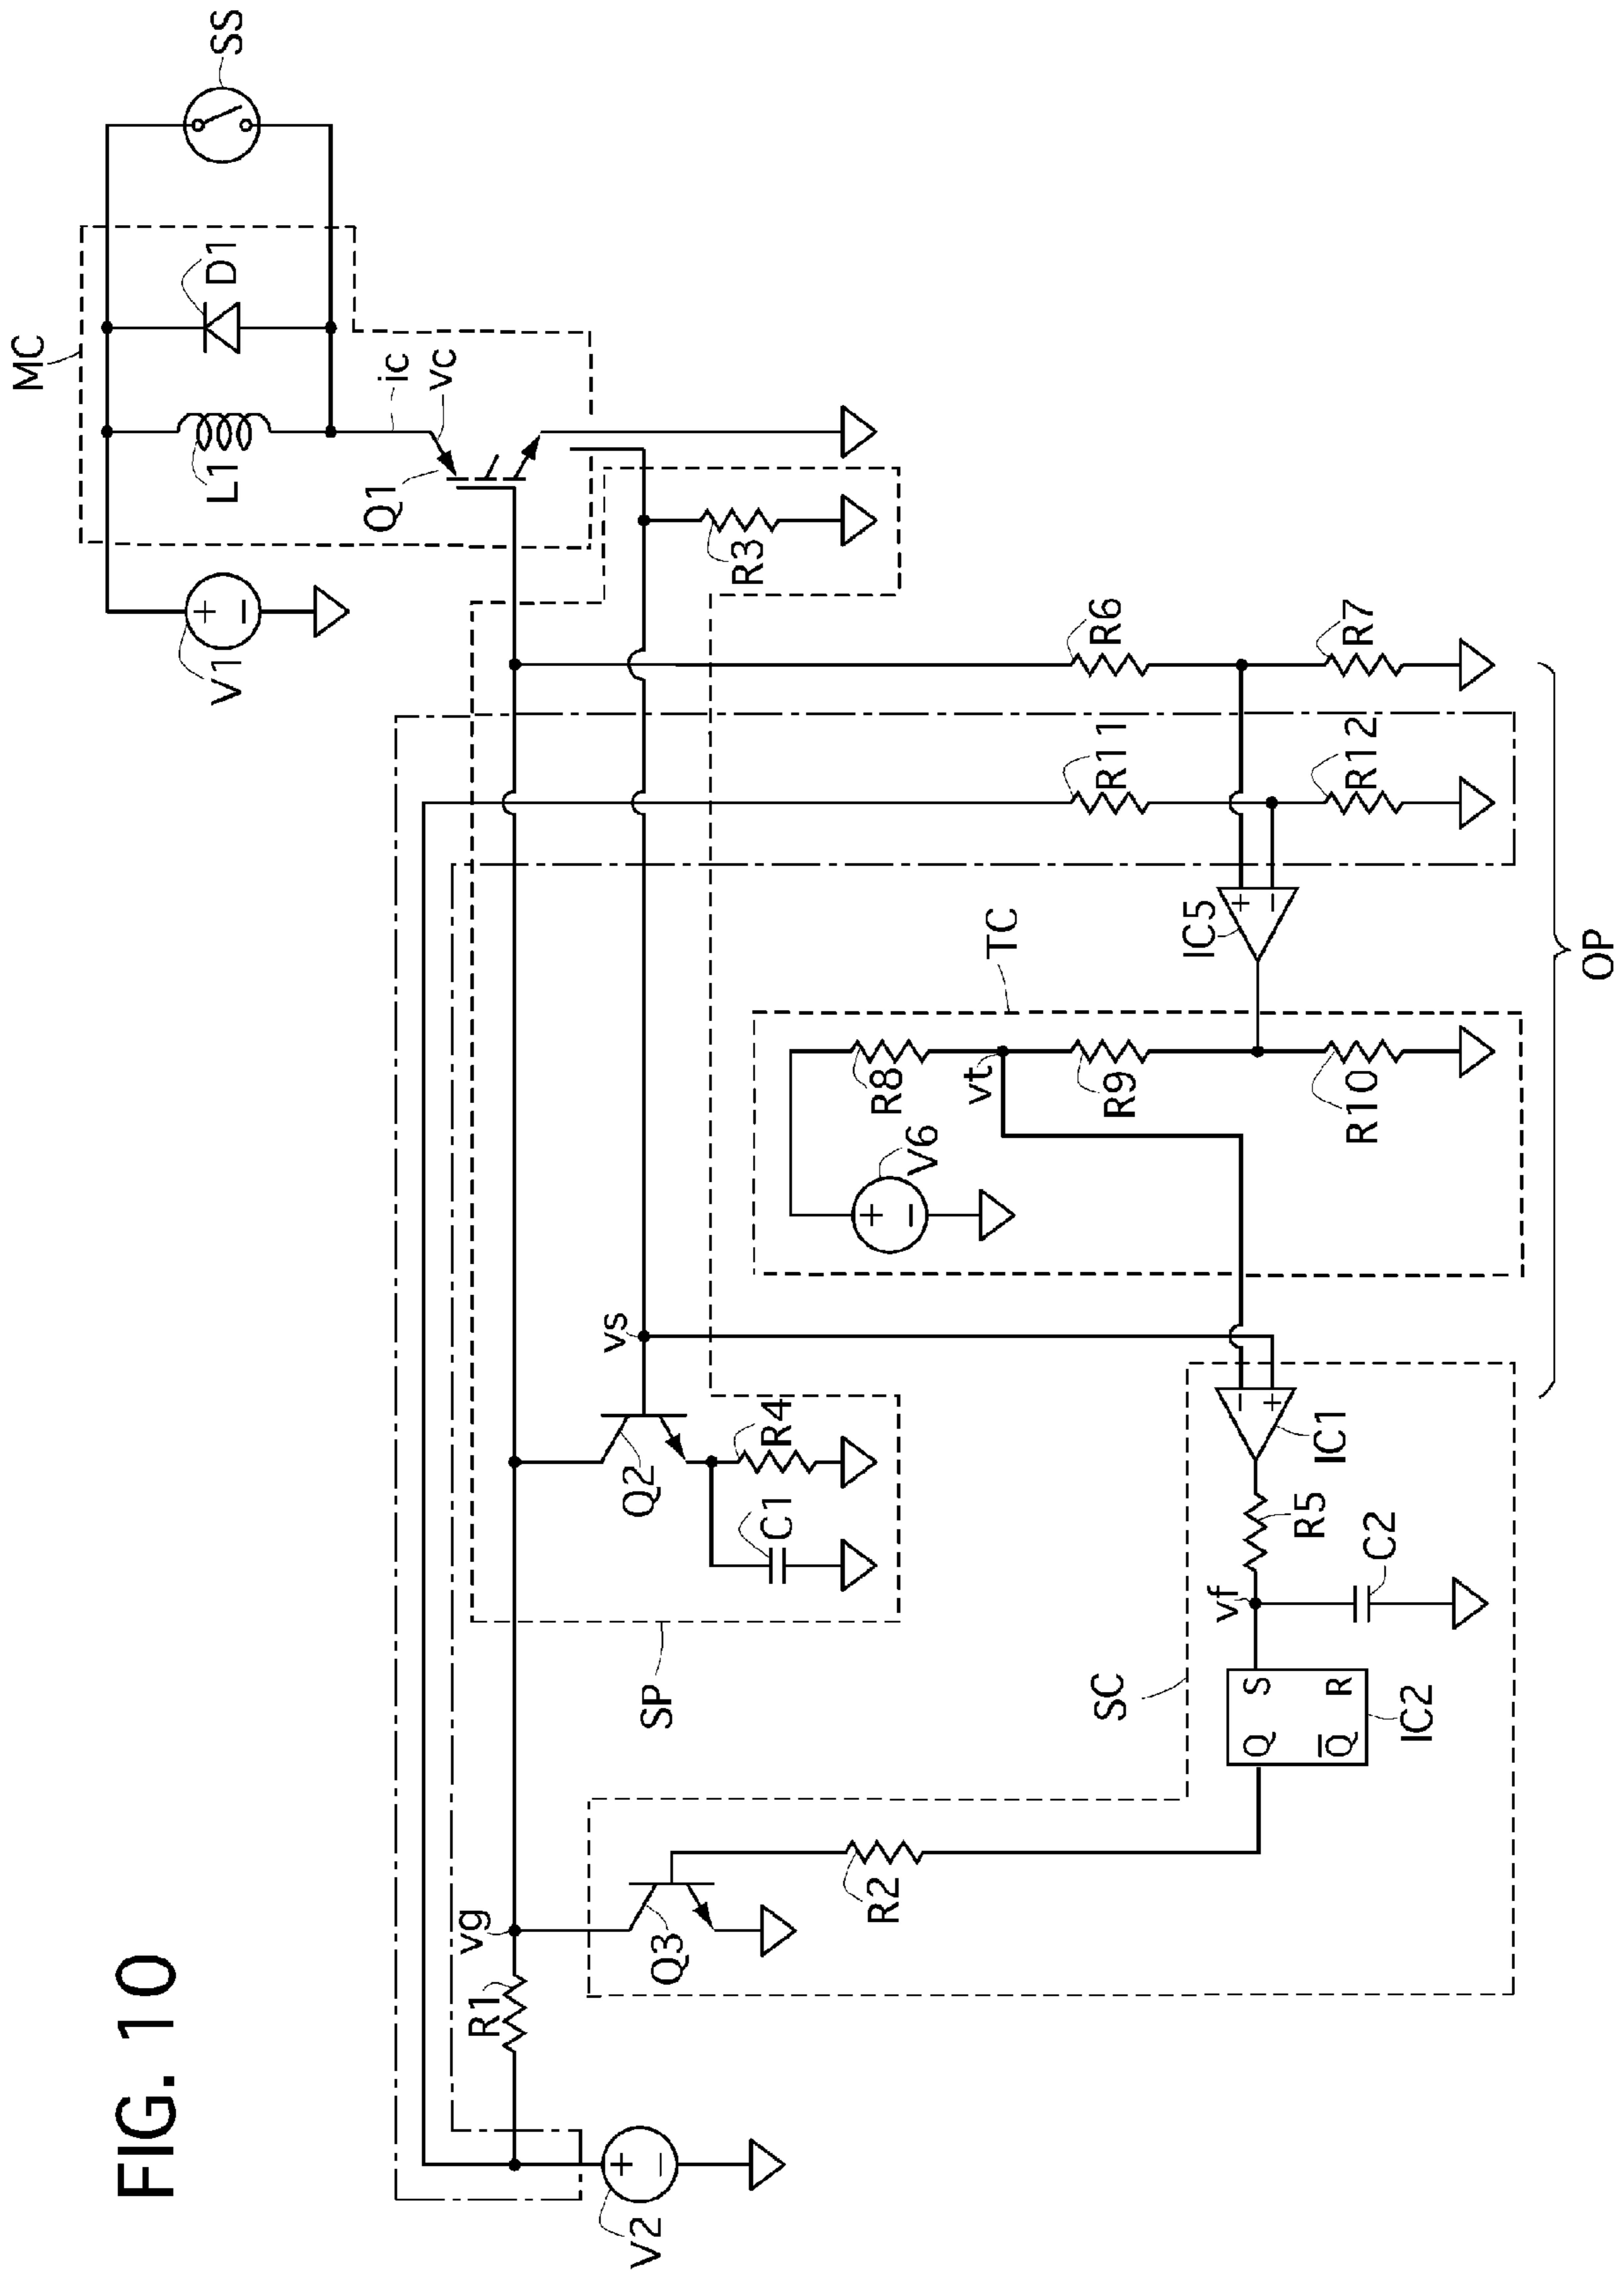 FIG. 10
MC
SS
D1
L1
ic
vc
Q1
V1
+
−
R3
R6
R7
R11
R12
IC5
+
−
TC
OP
R8
vt
R9
R10
V6
+
−
vs
Q2
R4
C1
SP
−
+
IC1
R5
vf
C2
SC
S
Q
R
Q̅
IC2
vg
R1
Q3
R2
V2
+
−